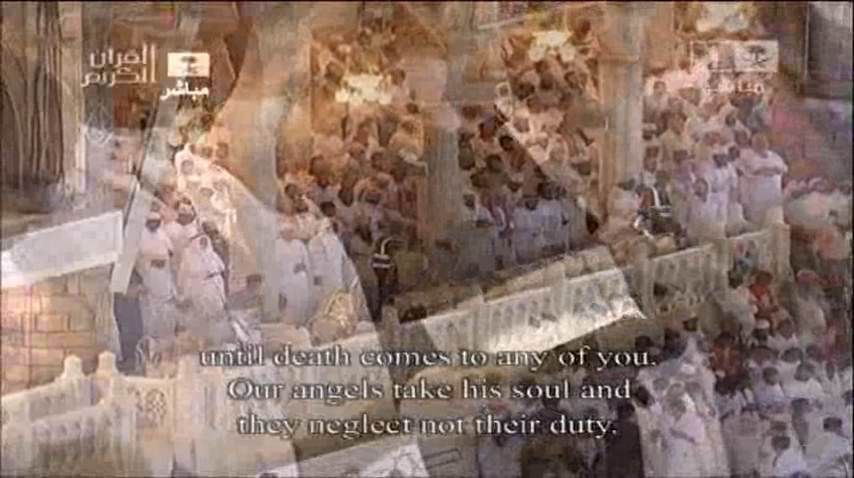 القرآن
الكريم
مباشر
مباشر
until death comes to any of you.
Our angels take his soul and
they neglect not their duty.